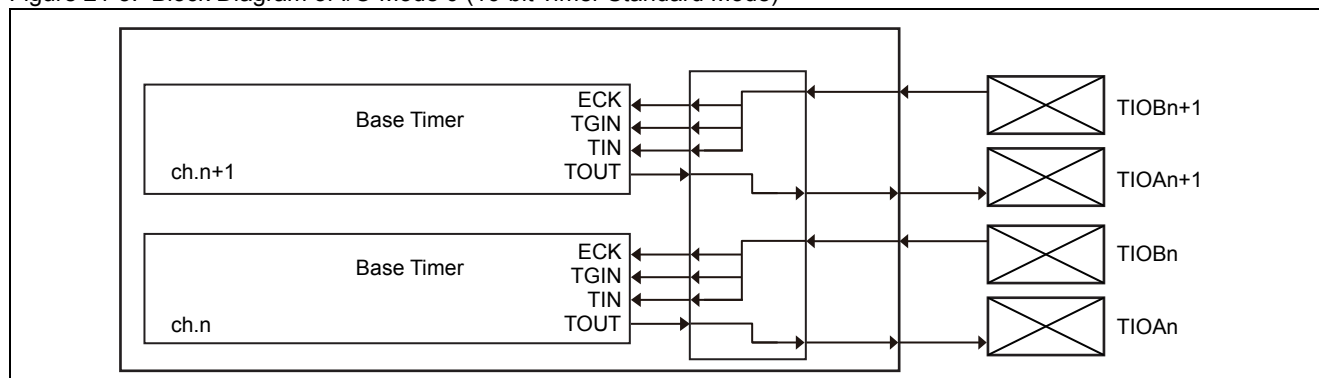 ECK
Base Timer
TGIN
TIN
ch.n+1
TOUT
TIOBn+1
TIOAn+1
ECK
Base Timer
TGIN
TIN
ch.n
TOUT
TIOBn
TIOAn